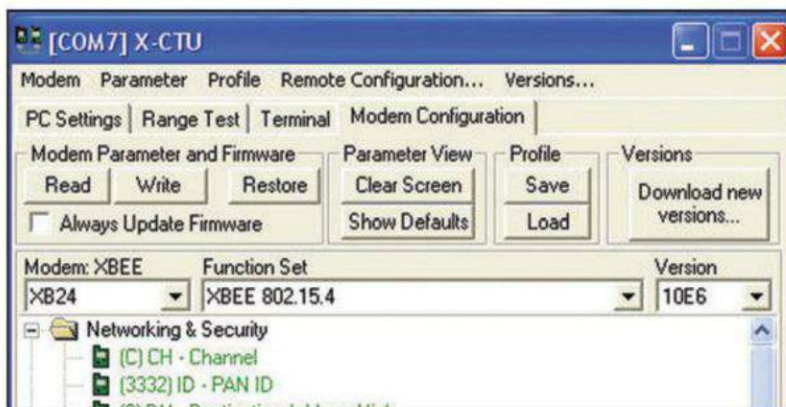 [COM7] X-CTU
Modem Parameter Profile Remote Configuration... Versions...
PC Settings Range Test Terminal Modem Configuration
Modem Parameter and Firmware Parameter View Profile Versions
Read Write Restore Clear Screen Save Download new versions...
Always Update Firmware Show Defaults Load
Modem: XBEE Function Set Version
XB24 XBEE 802.15.4 10E6
Networking & Security
(C) CH - Channel
(3332) ID - PAN ID